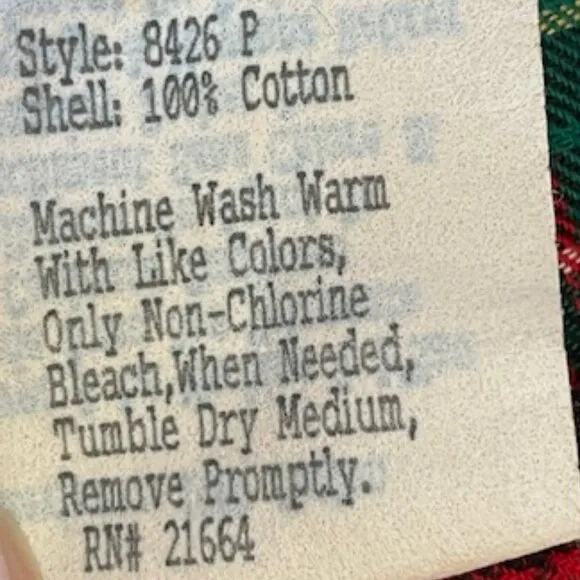 Style: 8426 P
Shell: 100% Cotton
Machine Wash Warm
With Like Colors,
Only Non-Chlorine
Bleach,When Needed,
Tumble Dry Medium,
Remove Promptly.
RN# 21664